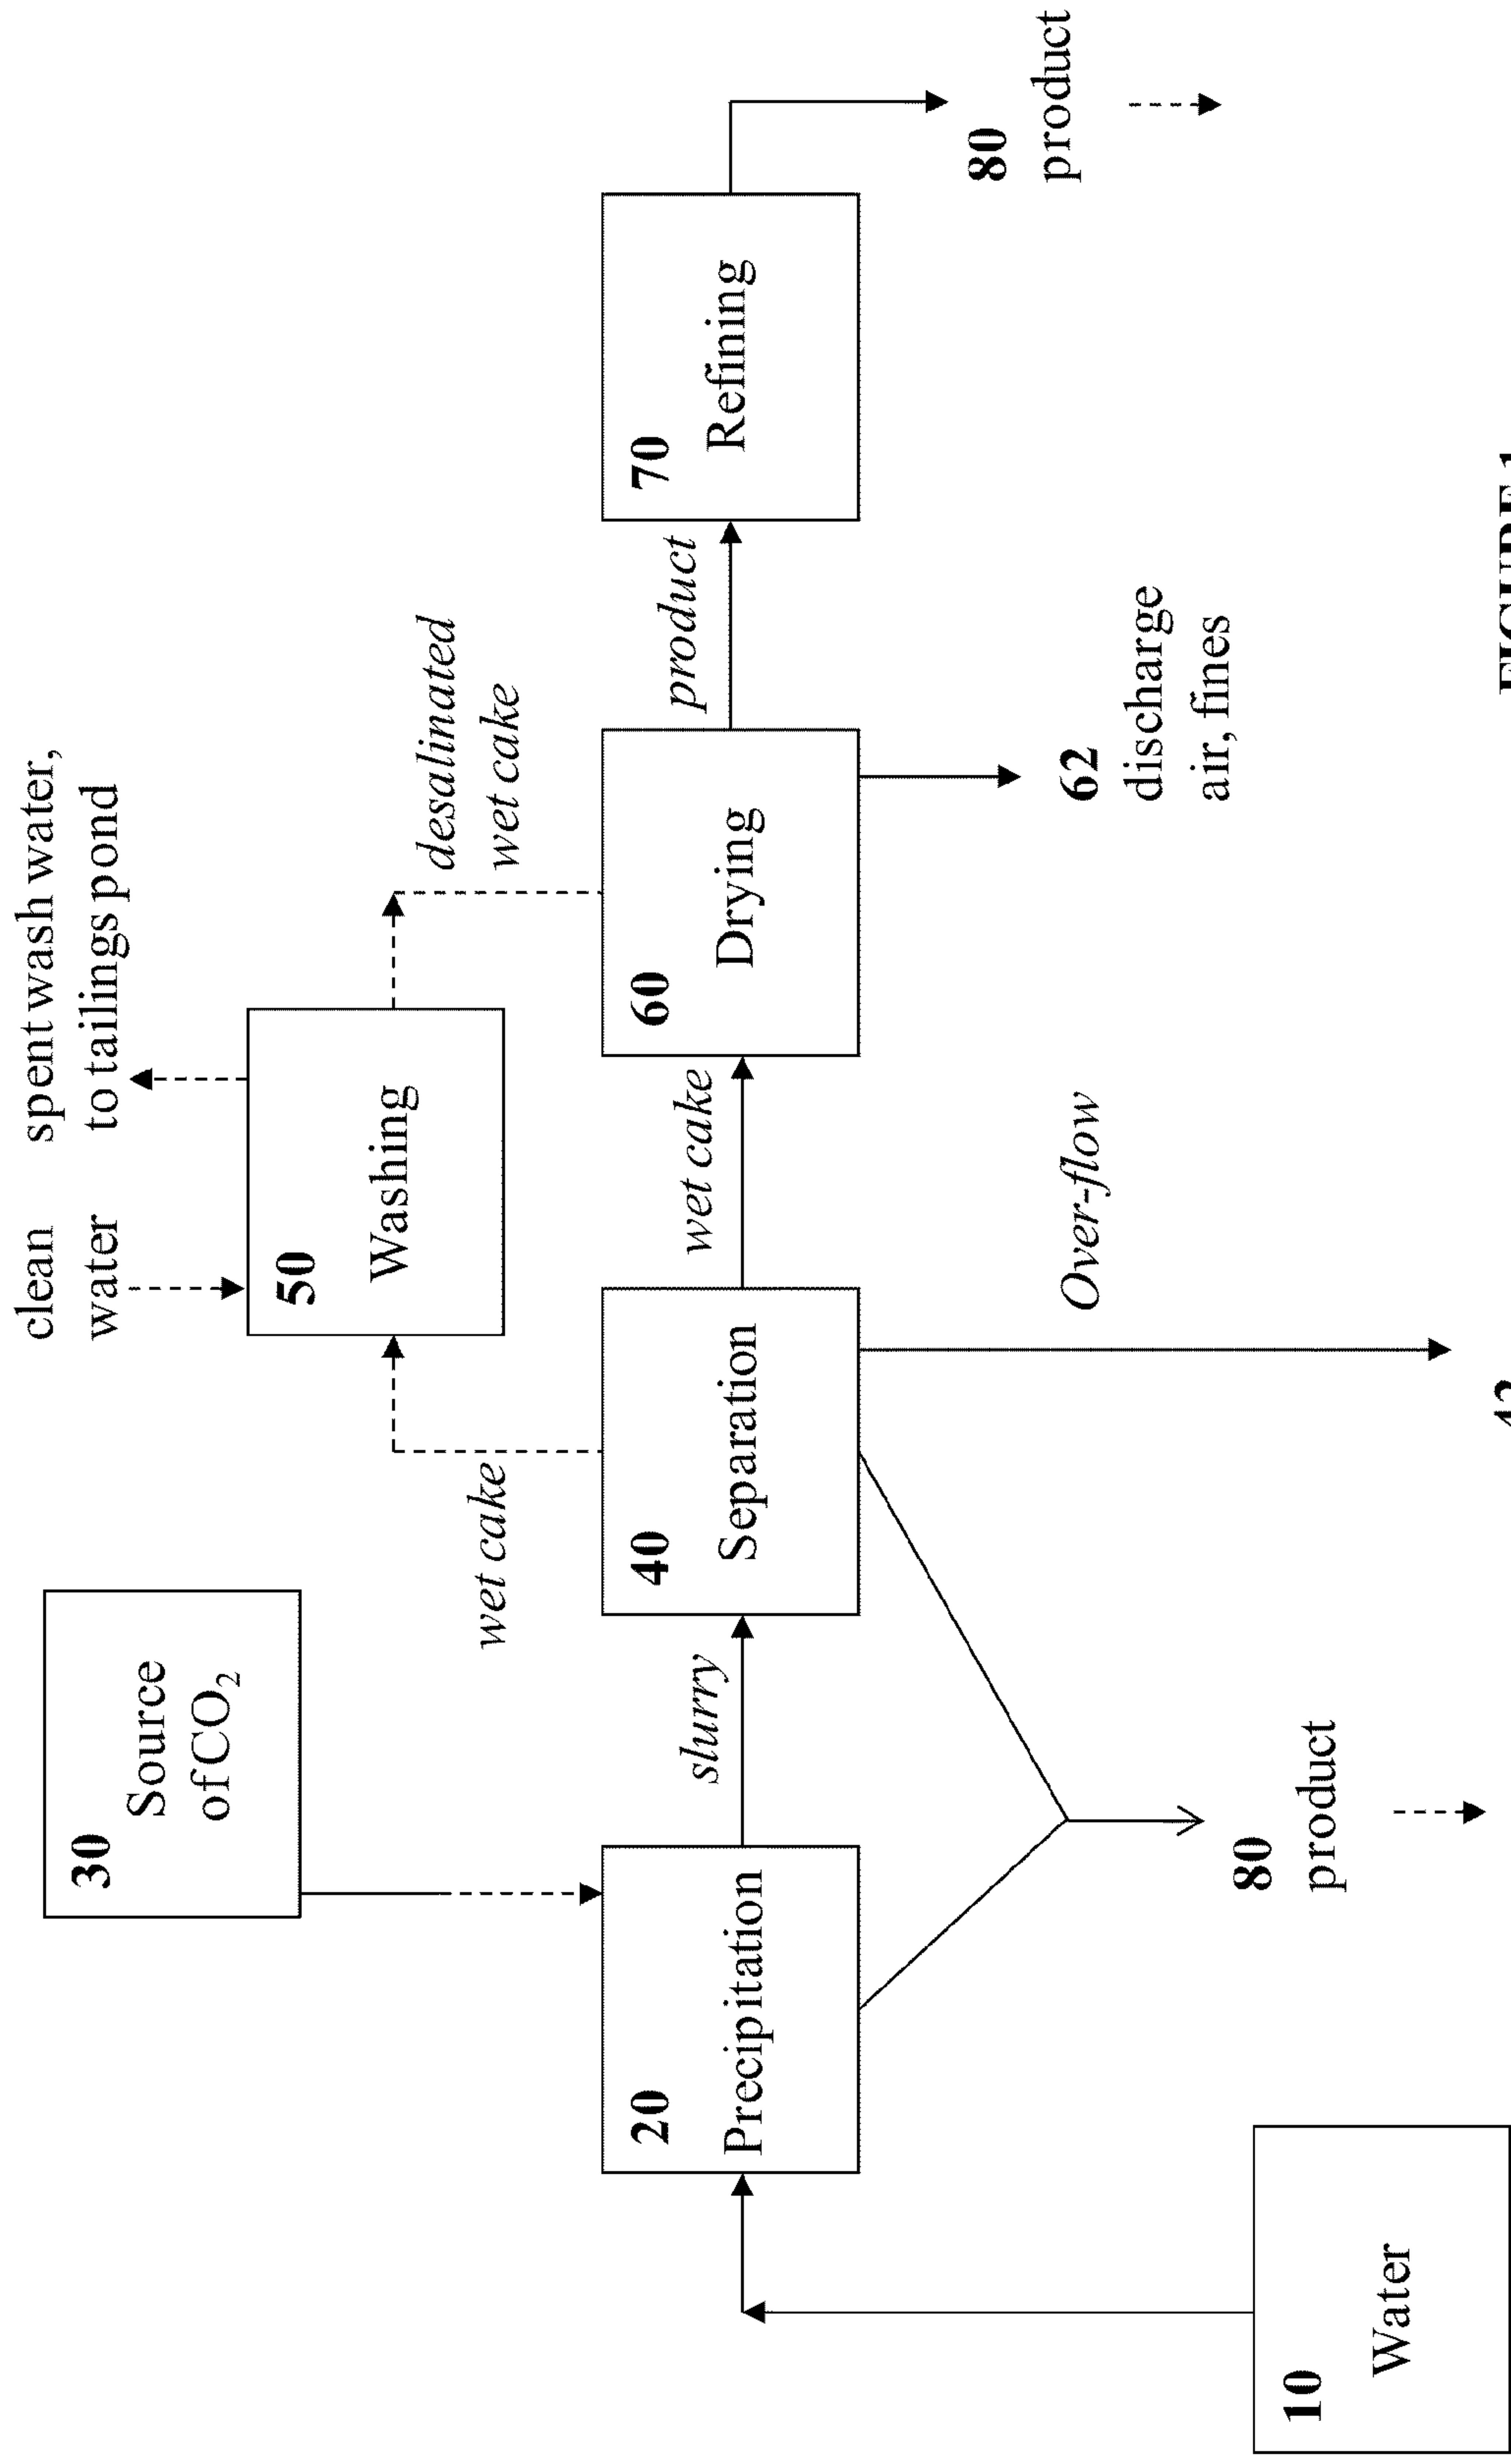 clean
water
spent wash water,
to tailings pond
30
Source
of CO2
50
Washing
wet cake
desalinated
wet cake
20
Precipitation
slurry
40
Separation
wet cake
60
Drying
product
70
Refining
10
Water
80
product
Over-flow
62
discharge
air, fines
80
product